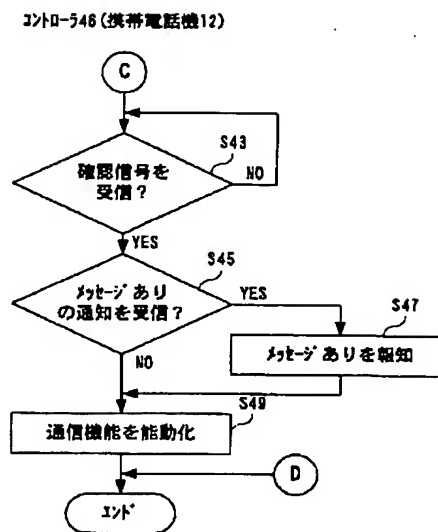 コントローラ46(携帯電話機12)
C
S43
確認信号を
受信?
NO
YES
S45
メッセージあり
の通知を受信?
YES
S47
メッセージありを報知
NO
S49
通信機能を能動化
D
エンド